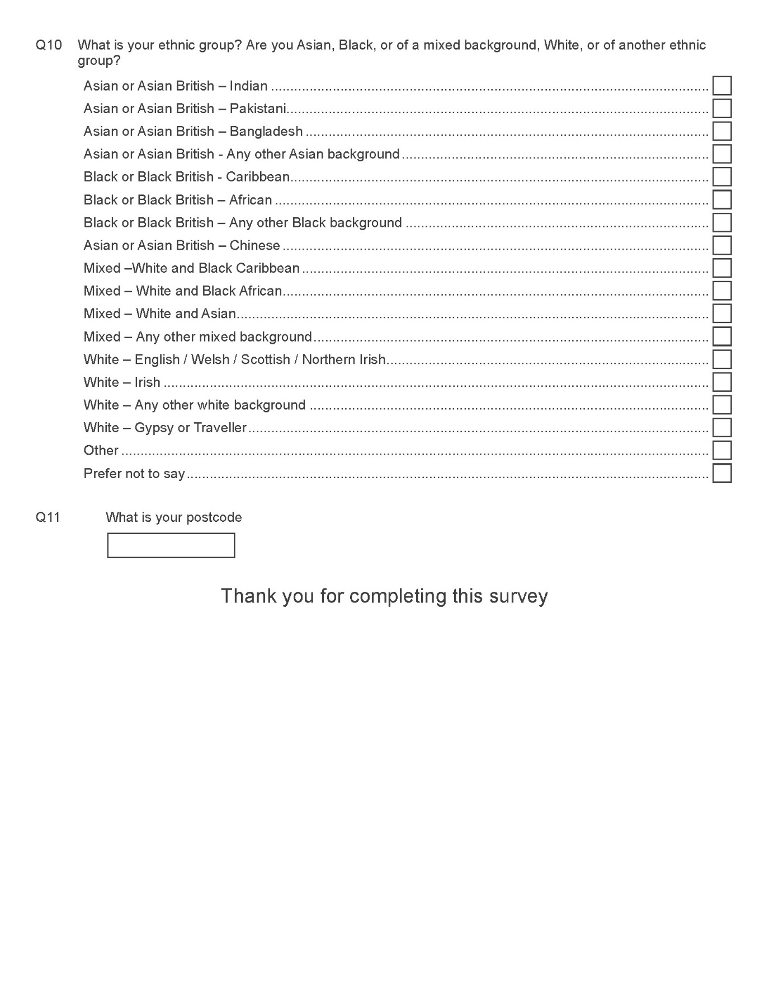 Q10 What is your ethnic group? Are you Asian, Black, or of a mixed background, White, or of another ethnic
group?
Asian or Asian British – Indian
Asian or Asian British – Pakistani
Asian or Asian British – Bangladesh
Asian or Asian British - Any other Asian background
Black or Black British - Caribbean
Black or Black British – African
Black or Black British – Any other Black background
Asian or Asian British – Chinese
Mixed –White and Black Caribbean
Mixed – White and Black African
Mixed – White and Asian
Mixed – Any other mixed background
White – English / Welsh / Scottish / Northern Irish
White – Irish
White – Any other white background
White – Gypsy or Traveller
Other
Prefer not to say
Q11 What is your postcode
Thank you for completing this survey